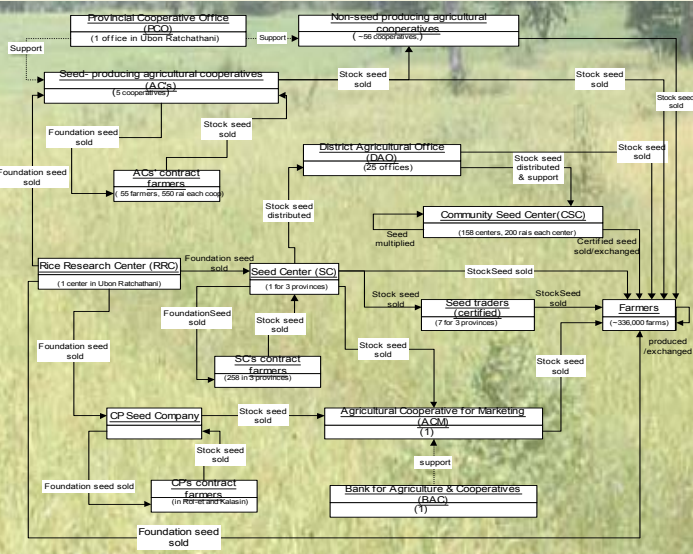 Provincial Cooperative Office
(PCO)
(1 office in Ubon Ratchathani)
Support
Non-seed producing agricultural
cooperatives
(~56 cooperatives,)
Support
Seed- producing agricultural cooperatives
(AC's)
(5 cooperatives)
Stock seed
sold
Stock seed
sold
Stock seed
sold
Foundation seed
sold
Stock seed
sold
ACs' contract
farmers
( 55 farmers, 550 rai each coop)
Foundation seed
sold
District Agricultural Office
(DAO)
(25 offices)
Stock seed
sold
Stock seed
distributed
& support
Stock seed
distributed
Community Seed Center(CSC)
(158 centers, 200 rais each center)
Seed
multiplied
Certified seed
sold/exchanged
Rice Research Center (RRC)
(1 center in Ubon Ratchathani)
Foundation seed
sold
Seed Center (SC)
(1 for 3 provinces)
StockSeed sold
Stock seed
sold
Seed traders
(certified)
(7 for 3 provinces)
StockSeed
sold
Farmers
(~336,000 farms)
produced
/exchanged
FoundationSeed
sold
Stock seed
sold
SC's contract
farmers
(258 in 3 provinces)
Stock seed
sold
Stock seed
sold
Foundation seed
sold
CP Seed Company
Stock seed
sold
Agricultural Cooperative for Marketing
(ACM)
(1)
Stock seed
sold
support
Foundation seed sold
CP's contract
farmers
(in Roi-et and Kalasin)
Bank for Agriculture & Cooperatives
(BAC)
(1)
Foundation seed
sold